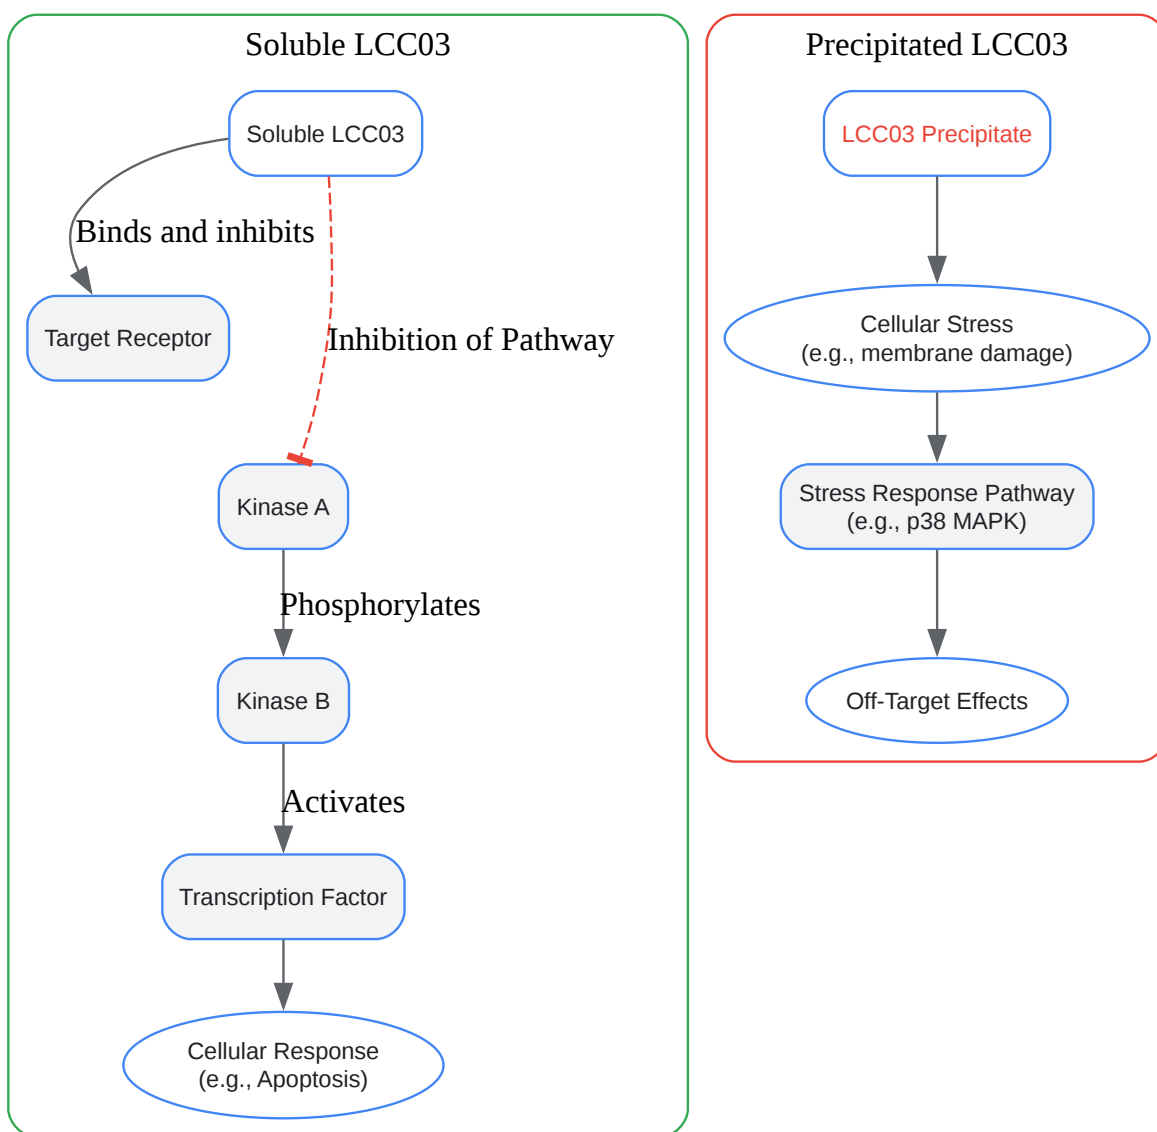 Soluble LCC03
Soluble LCC03
Binds and inhibits
Target Receptor
Inhibition of Pathway
Kinase A
Phosphorylates
Kinase B
Activates
Transcription Factor
Cellular Response
(e.g., Apoptosis)
Precipitated LCC03
LCC03 Precipitate
Cellular Stress
(e.g., membrane damage)
Stress Response Pathway
(e.g., p38 MAPK)
Off-Target Effects